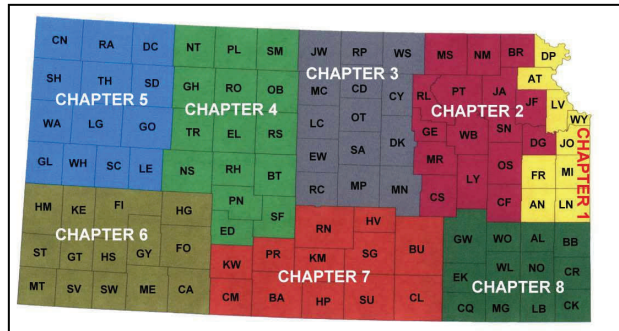 CN RA DC NT PL SM JW RP WS MS NM BR DP
SH TH SD GH RO OB MC CD CY RL PT JA JF AT LV
CHAPTER 5 CHAPTER 4 CHAPTER 3 CHAPTER 2 CHAPTER 1
WA LG GO TR EL RS LC OT DK GE WB SN DG WY JO
GL WH SC LE NS RH BT EW SA MR LY OS FR MI
PN SF RC MP MN CS CF AN LN
HM KE FI HG ED RN HV BU GW WO AL BB
CHAPTER 6 CHAPTER 7 CHAPTER 8
ST GT HS GY FO KW PR KM SG EK WL NO CR
MT SV SW ME CA CM BA HP SU CL CQ MG LB CK